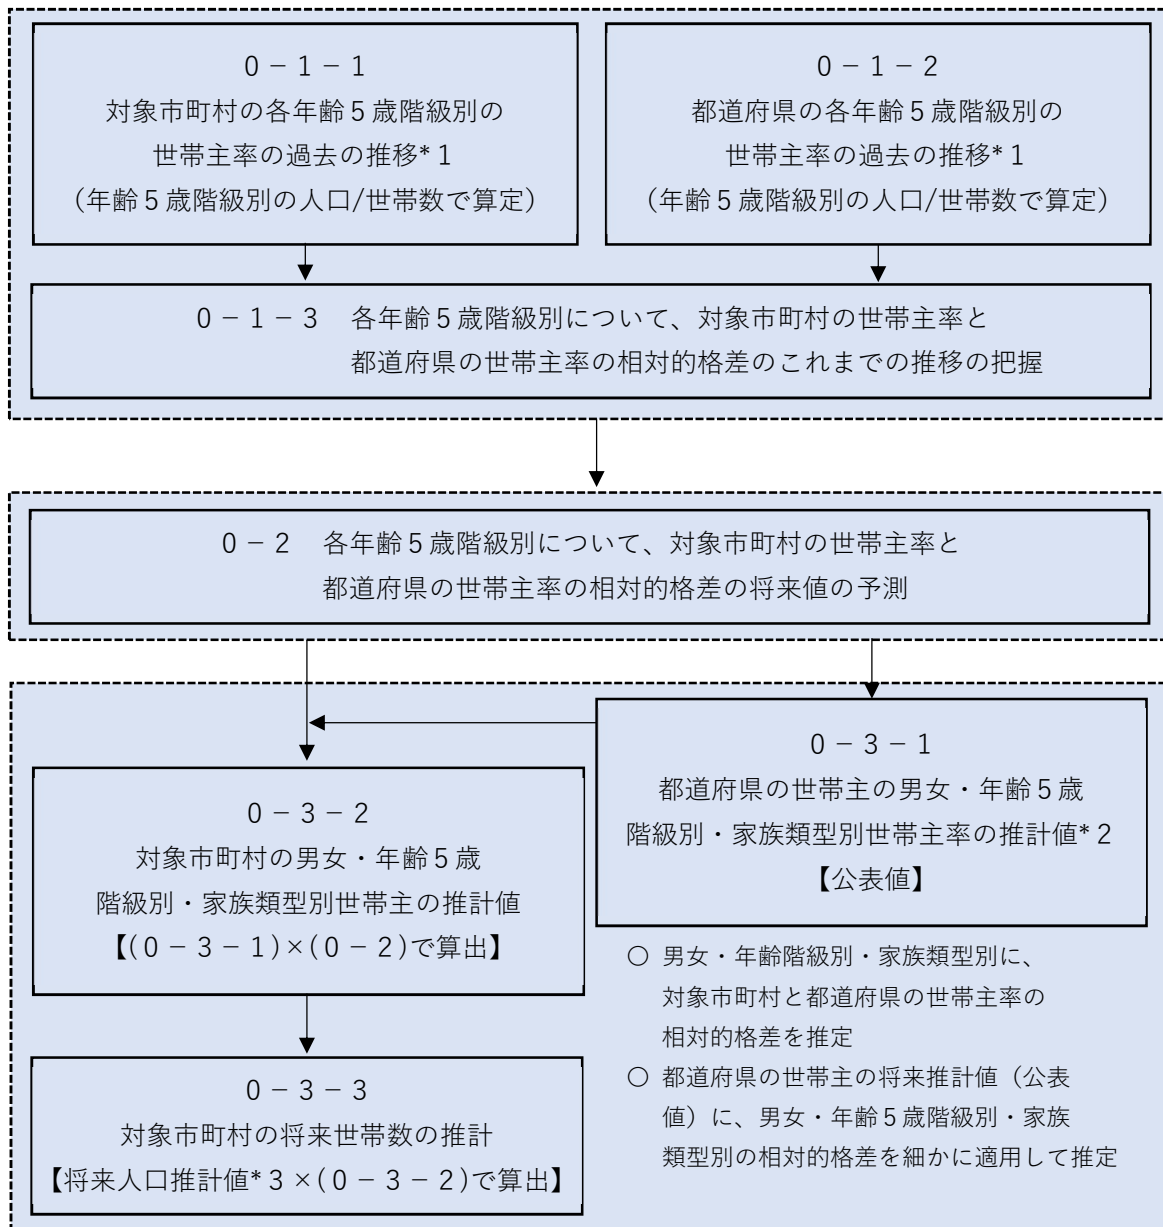 ０－１－１
対象市町村の各年齢５歳階級別の
世帯主率の過去の推移*１
（年齢５歳階級別の人口/世帯数で算定）
０－１－２
都道府県の各年齢５歳階級別の
世帯主率の過去の推移*１
（年齢５歳階級別の人口/世帯数で算定）
０－１－３　各年齢５歳階級別について、対象市町村の世帯主率と
都道府県の世帯主率の相対的格差のこれまでの推移の把握
０－２　各年齢５歳階級別について、対象市町村の世帯主率と
都道府県の世帯主率の相対的格差の将来値の予測
０－３－１
都道府県の世帯主の男女・年齢５歳
階級別・家族類型別世帯主率の推計値*２
【公表値】
０－３－２
対象市町村の男女・年齢５歳
階級別・家族類型別世帯主の推計値
【(０－３－１)×(０－２)で算出】
○ 男女・年齢階級別・家族類型別に、
対象市町村と都道府県の世帯主率の
相対的格差を推定
○ 都道府県の世帯主の将来推計値（公表
値）に、男女・年齢５歳階級別・家族
類型別の相対的格差を細かに適用して推定
０－３－３
対象市町村の将来世帯数の推計
【将来人口推計値*３×(０－３－２)で算出】